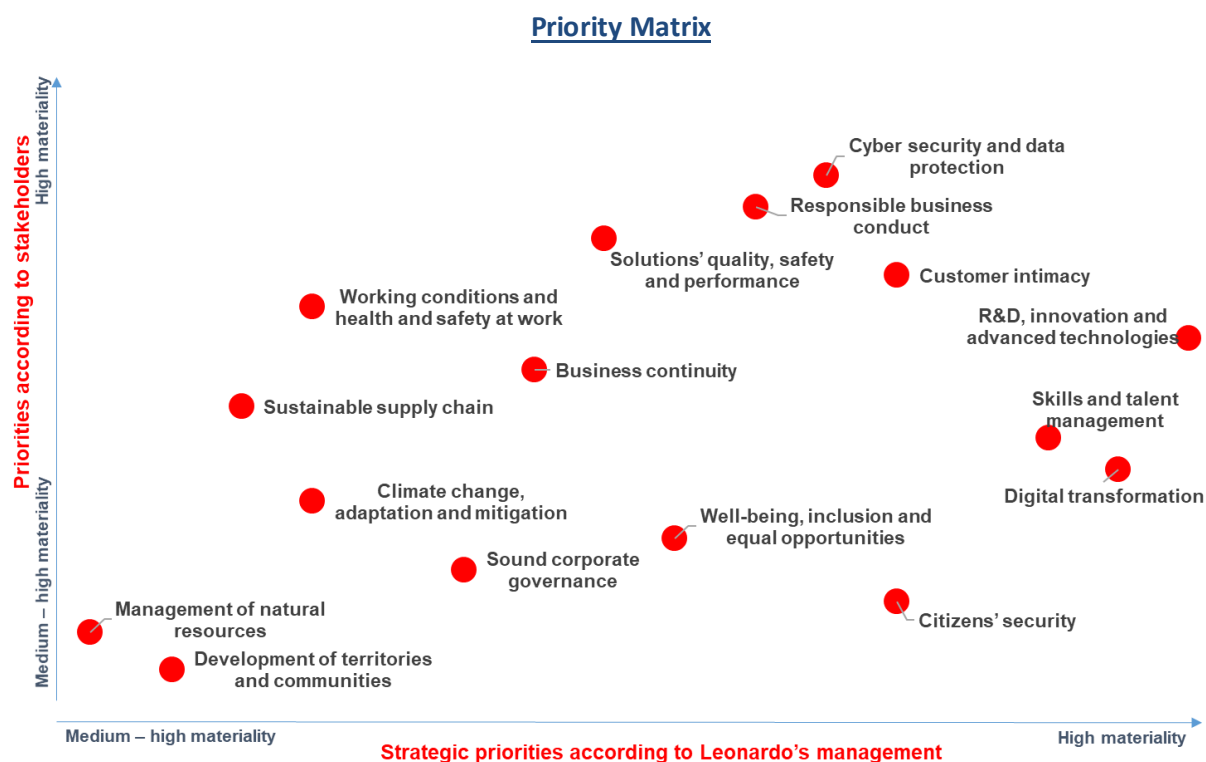 Priority Matrix
High materiality
Priorities according to stakeholders
Medium – high materiality
Cyber security and data
protection
Responsible business
conduct
Solutions’ quality, safety
and performance
Customer intimacy
Working conditions and
health and safety at work
R&D, innovation and
advanced technologies
Business continuity
Sustainable supply chain
Skills and talent
management
Digital transformation
Climate change,
adaptation and mitigation
Well-being, inclusion and
equal opportunities
Sound corporate
governance
Management of natural
resources
Citizens’ security
Development of territories
and communities
Medium – high materiality
Strategic priorities according to Leonardo’s management
High materiality